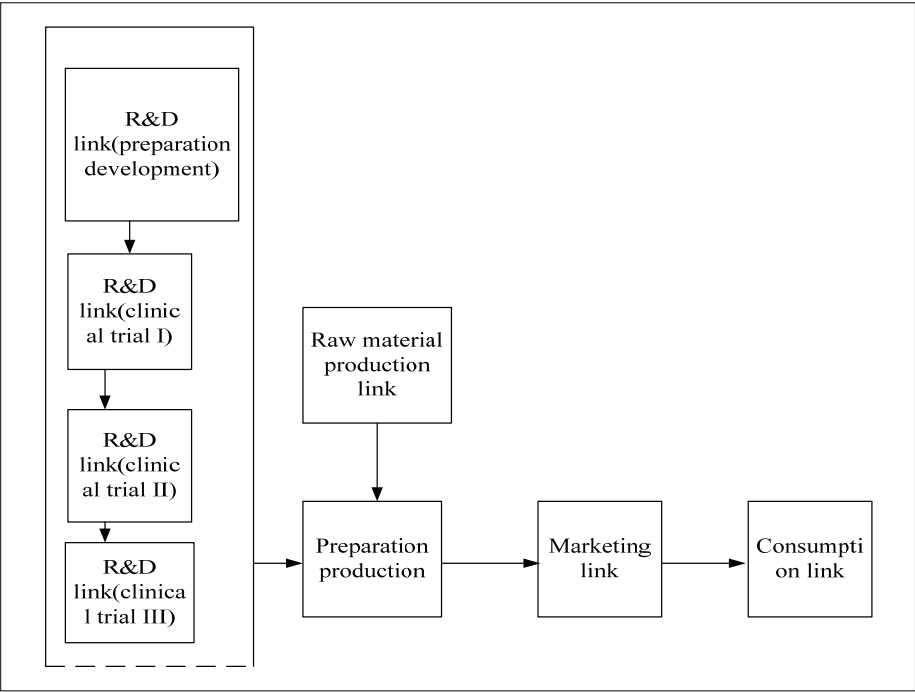 R&D
link(preparation
development)
R&D
link(clinic
al trial I)
R&D
link(clinic
al trial II)
R&D
link(clinica
l trial III)
Raw material
production
link
Preparation
production
Marketing
link
Consumpti
on link